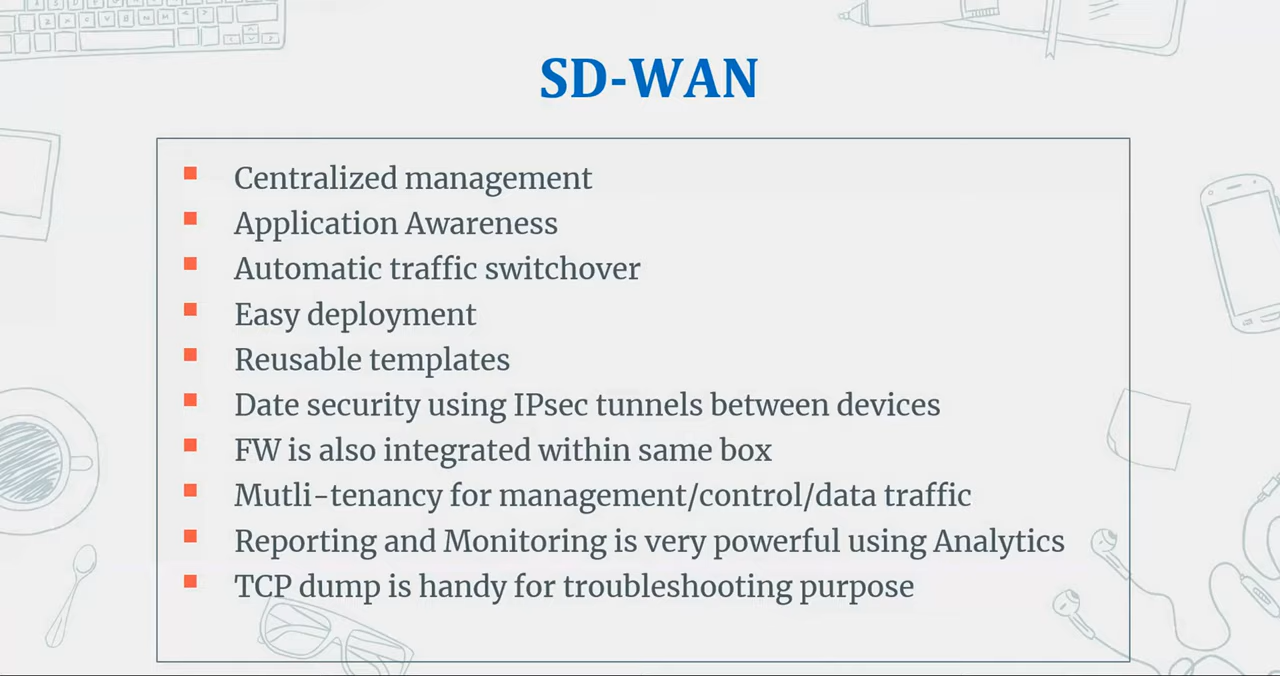 SD-WAN
Centralized management
Application Awareness
Automatic traffic switchover
Easy deployment
Reusable templates
Date security using IPsec tunnels between devices
FW is also integrated within same box
Mutli-tenancy for management/control/data traffic
Reporting and Monitoring is very powerful using Analytics
TCP dump is handy for troubleshooting purpose